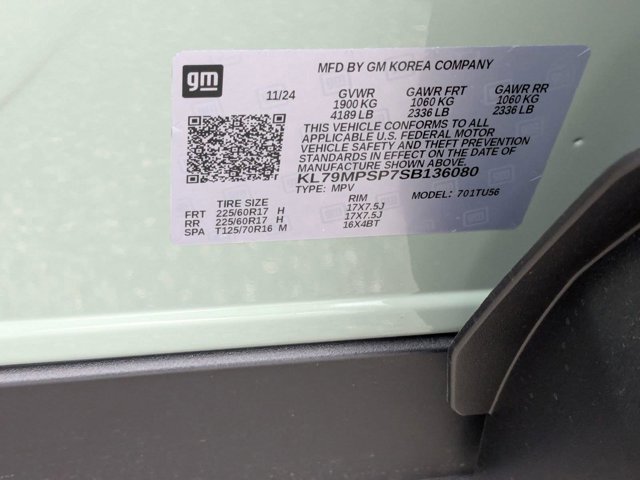 gm
MFD BY GM KOREA COMPANY
11/24 GVWR GAWR FRT GAWR RR
1900 KG 1060 KG 1060 KG
4189 LB 2336 LB 2336 LB
THIS VEHICLE CONFORMS TO ALL
APPLICABLE U.S. FEDERAL MOTOR
VEHICLE SAFETY AND THEFT PREVENTION
STANDARDS IN EFFECT ON THE DATE OF
MANUFACTURE SHOWN ABOVE.
KL79MPSP7SB136080
TYPE: MPV MODEL: 701TU56
TIRE SIZE RIM
FRT 225/60R17 H 17X7.5J
RR 225/60R17 H 17X7.5J
SPA T125/70R16 M 16X4BT